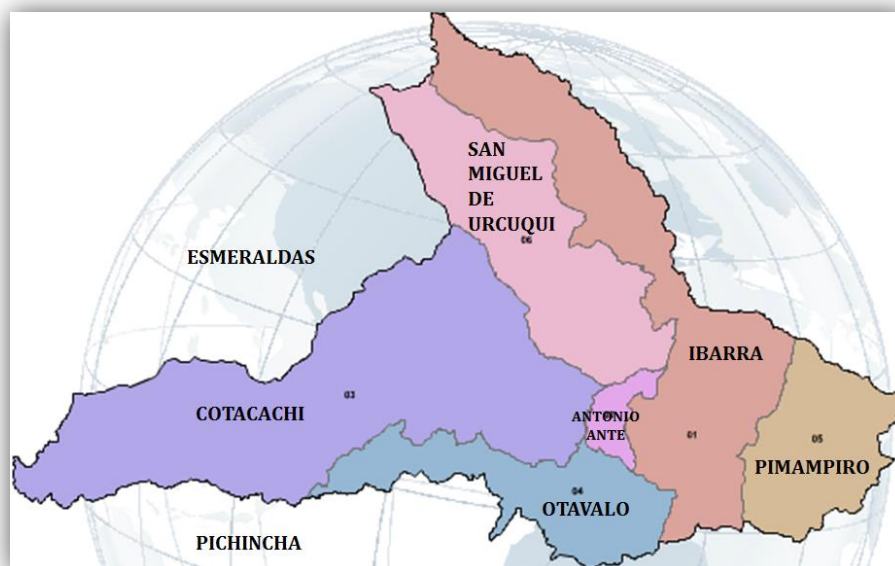 SAN
MIGUEL
DE
URCUQUI
06
ESMERALDAS
IBARRA
03
COTACACHI
ANTONIO
ANTE
01
05
PIMAMPIRO
04
OTAVALO
PICHINCHA